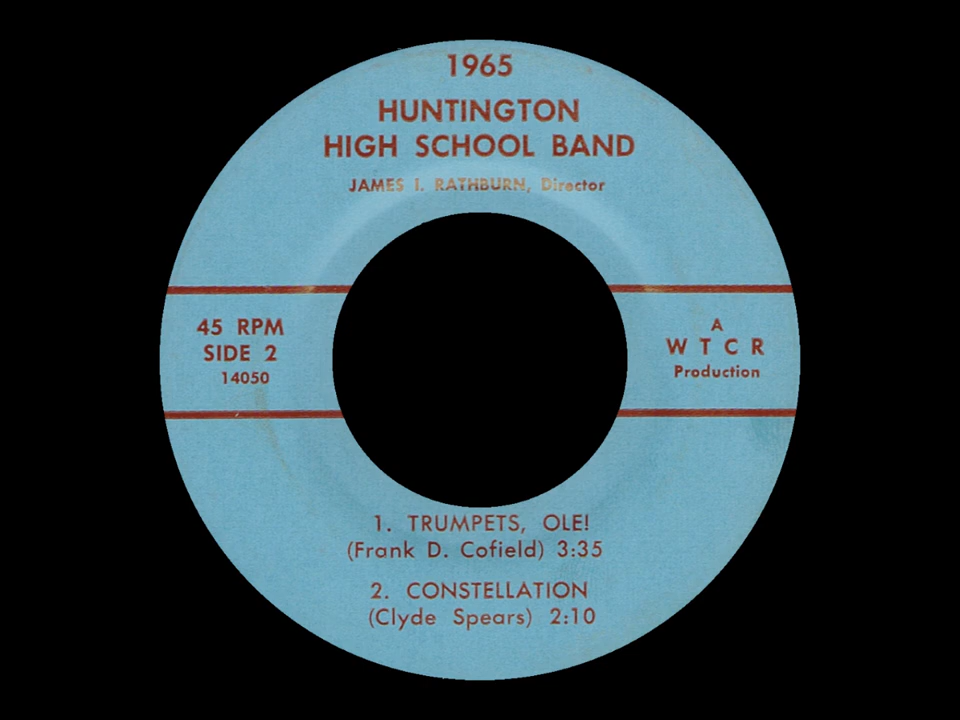 1965
HUNTINGTON
HIGH SCHOOL BAND
JAMES I. RATHBURN, Director
45 RPM
SIDE 2
14050
A
W T C R
Production
1. TRUMPETS, OLE!
(Frank D. Cofield) 3:35
2. CONSTELLATION
(Clyde Spears) 2:10